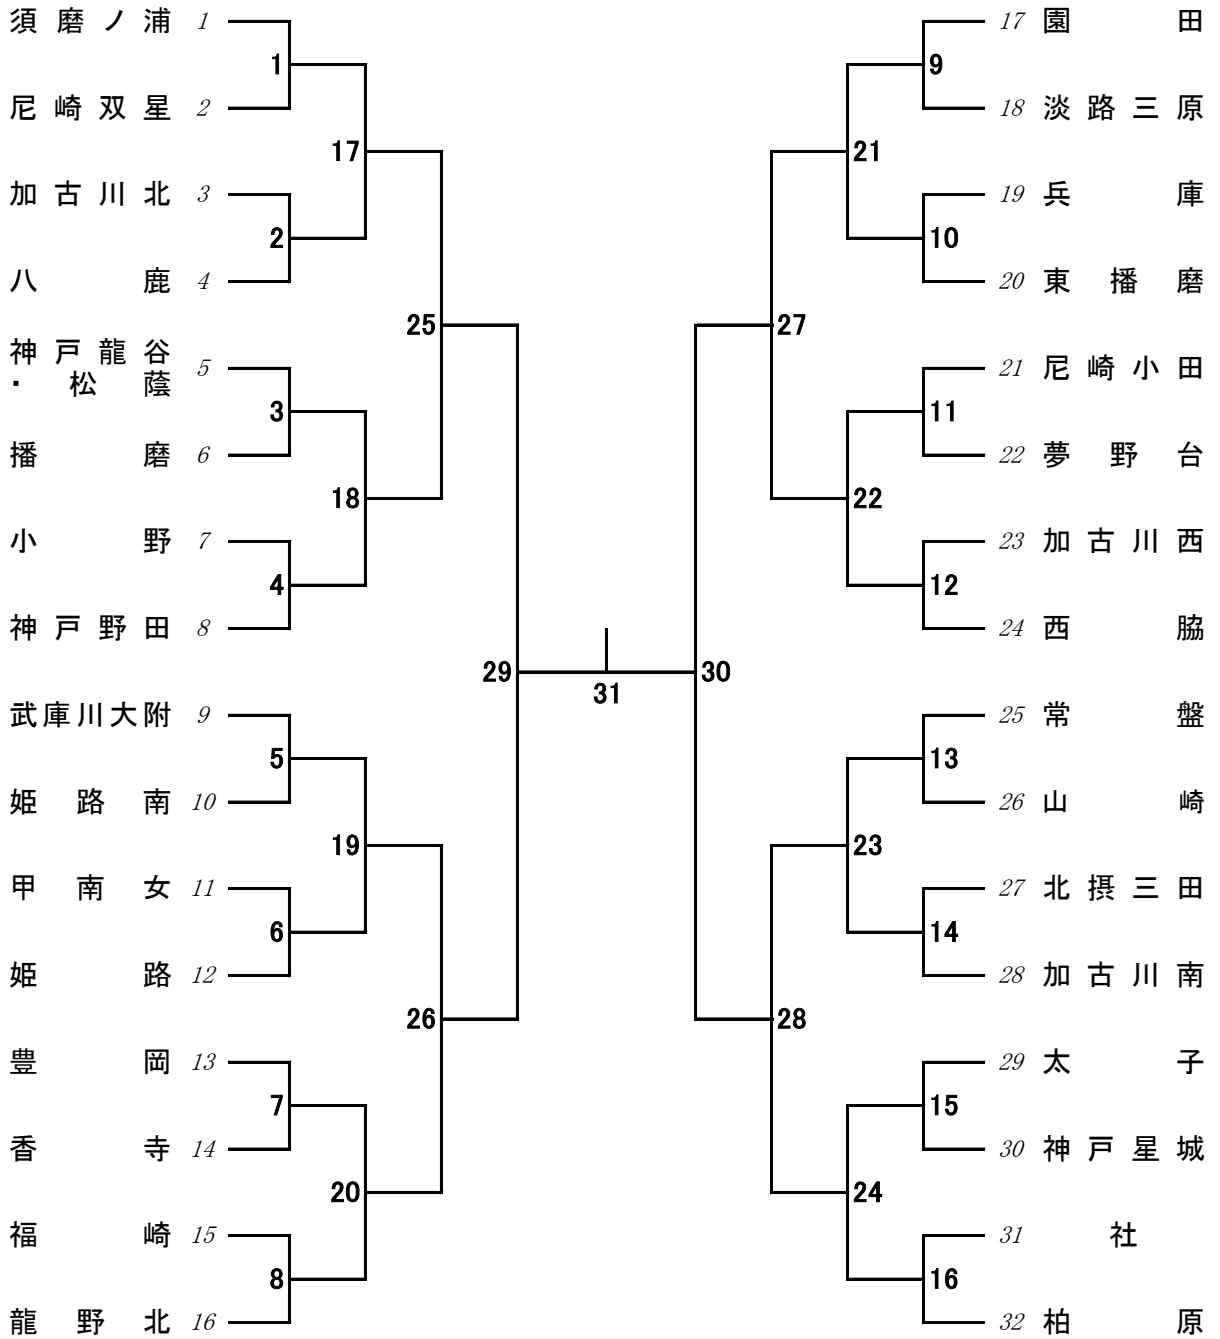 須磨ノ浦 1
1
尼崎双星 2
17
加古川北 3
2
八鹿 4
25
神戸龍谷
・松蔭 5
3
播磨 6
18
小野 7
4
神戸野田 8
29
武庫川大附 9
5
姫路南 10
19
甲南女 11
6
姫路 12
26
豊岡 13
7
香寺 14
20
福崎 15
8
龍野北 16
31
17 園田
9
18 淡路三原
21
19 兵庫
10
20 東播磨
27
21 尼崎小田
11
22 夢野台
22
23 加古川西
12
24 西脇
30
25 常盤
13
26 山崎
23
27 北摂三田
14
28 加古川南
28
29 太子
15
30 神戸星城
24
31 社
16
32 柏原